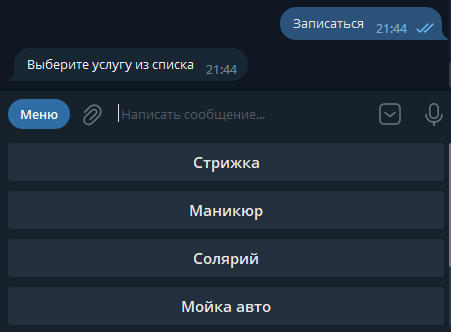 Записаться 21:44
Выберите услугу из списка 21:44
Меню Написать сообщение...
Стрижка
Маникюр
Солярий
Мойка авто